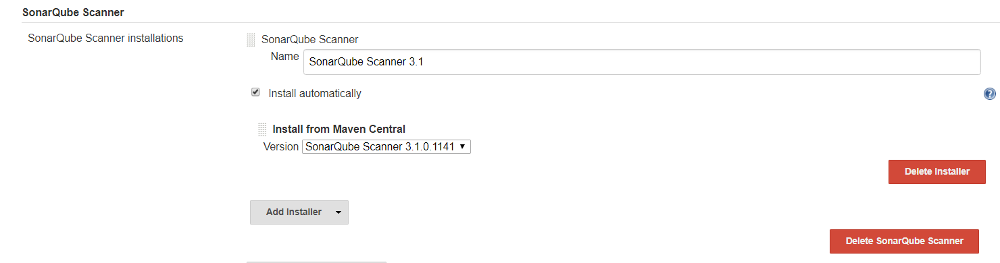 SonarQube Scanner
SonarQube Scanner installations
SonarQube Scanner
Name
SonarQube Scanner 3.1
Install automatically
?
Install from Maven Central
Version
SonarQube Scanner 3.1.0.1141
Delete Installer
Add Installer
Delete SonarQube Scanner